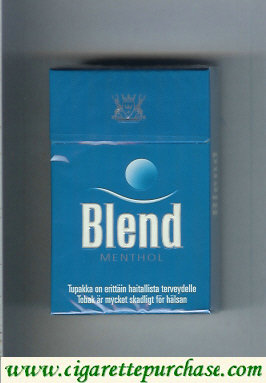 Blend
MENTHOL
Tupakka on erittäin haitallista terveydelle
Tobak är mycket skadligt för hälsan
www.cigarettepurchase.com